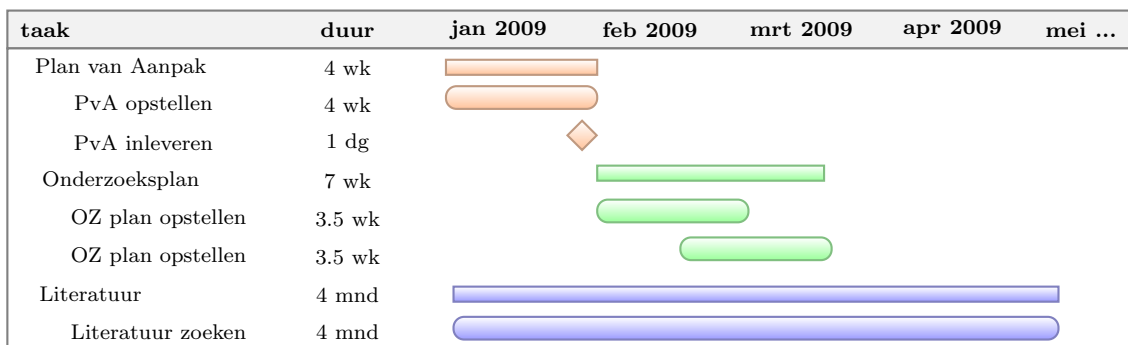 taak duur jan 2009 feb 2009 mrt 2009 apr 2009 mei ...
Plan van Aanpak 4 wk
PvA opstellen 4 wk
PvA inleveren 1 dg
Onderzoeksplan 7 wk
OZ plan opstellen 3.5 wk
OZ plan opstellen 3.5 wk
Literatuur 4 mnd
Literatuur zoeken 4 mnd